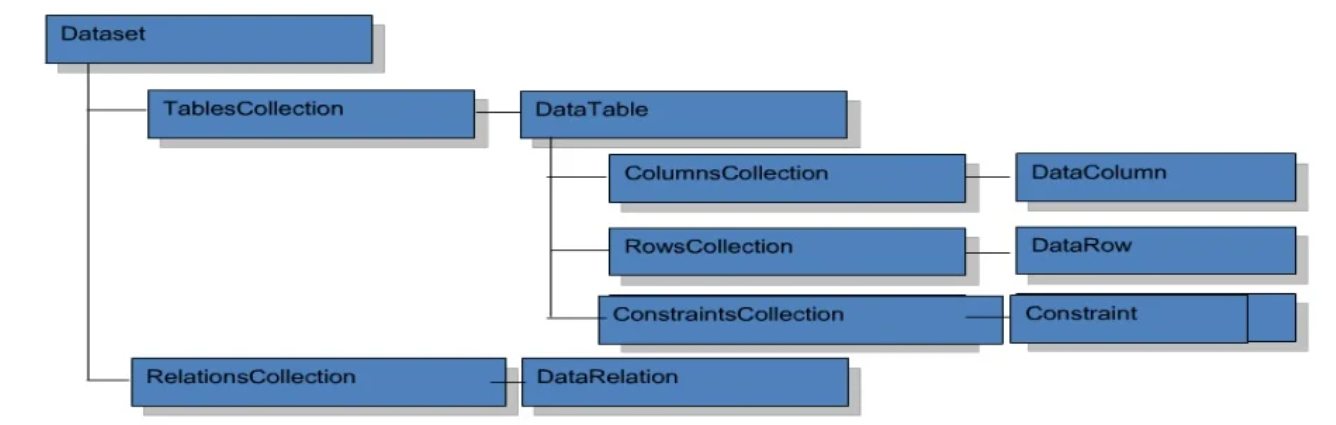 Dataset
TablesCollection
DataTable
ColumnsCollection
DataColumn
RowsCollection
DataRow
ConstraintsCollection
Constraint
RelationsCollection
DataRelation